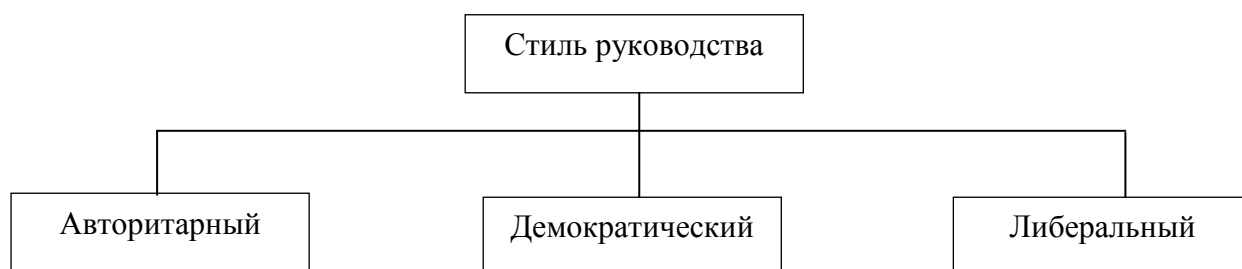 Стиль руководства
Авторитарный
Демократический
Либеральный